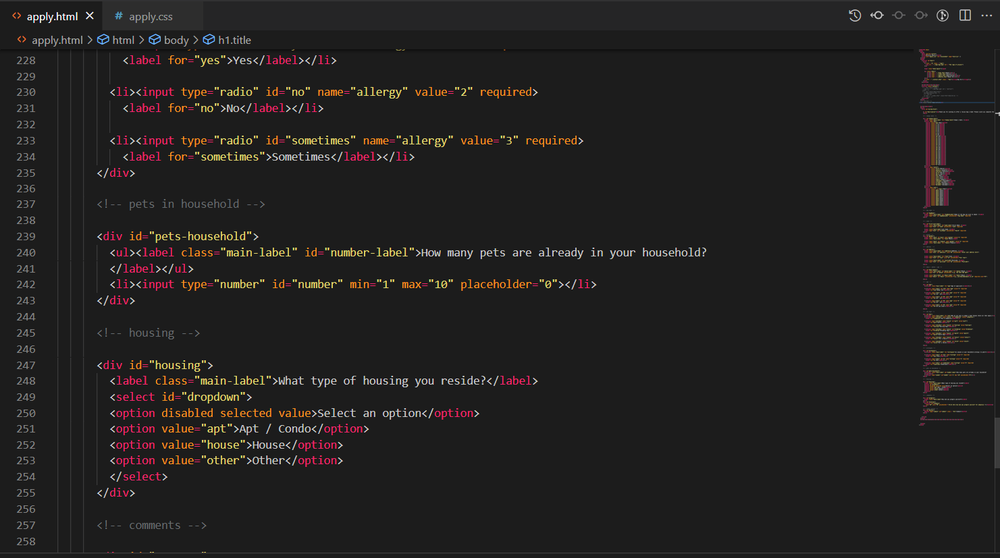 apply.html
apply.css
apply.html > html > body > h1.title
228 <label for="yes">Yes</label></li>
229
230 <li><input type="radio" id="no" name="allergy" value="2" required>
231 <label for="no">No</label></li>
232
233 <li><input type="radio" id="sometimes" name="allergy" value="3" required>
234 <label for="sometimes">Sometimes</label></li>
235 </div>
236
237 <!-- pets in household -->
238
239 <div id="pets-household">
240 <ul><label class="main-label" id="number-label">How many pets are already in your household?
241 </label></ul>
242 <li><input type="number" id="number" min="1" max="10" placeholder="0"></li>
243 </div>
244
245 <!-- housing -->
246
247 <div id="housing">
248 <label class="main-label">What type of housing you reside?</label>
249 <select id="dropdown">
250 <option disabled selected value>Select an option</option>
251 <option value="apt">Apt / Condo</option>
252 <option value="house">House</option>
253 <option value="other">Other</option>
254 </select>
255 </div>
256
257 <!-- comments -->
258